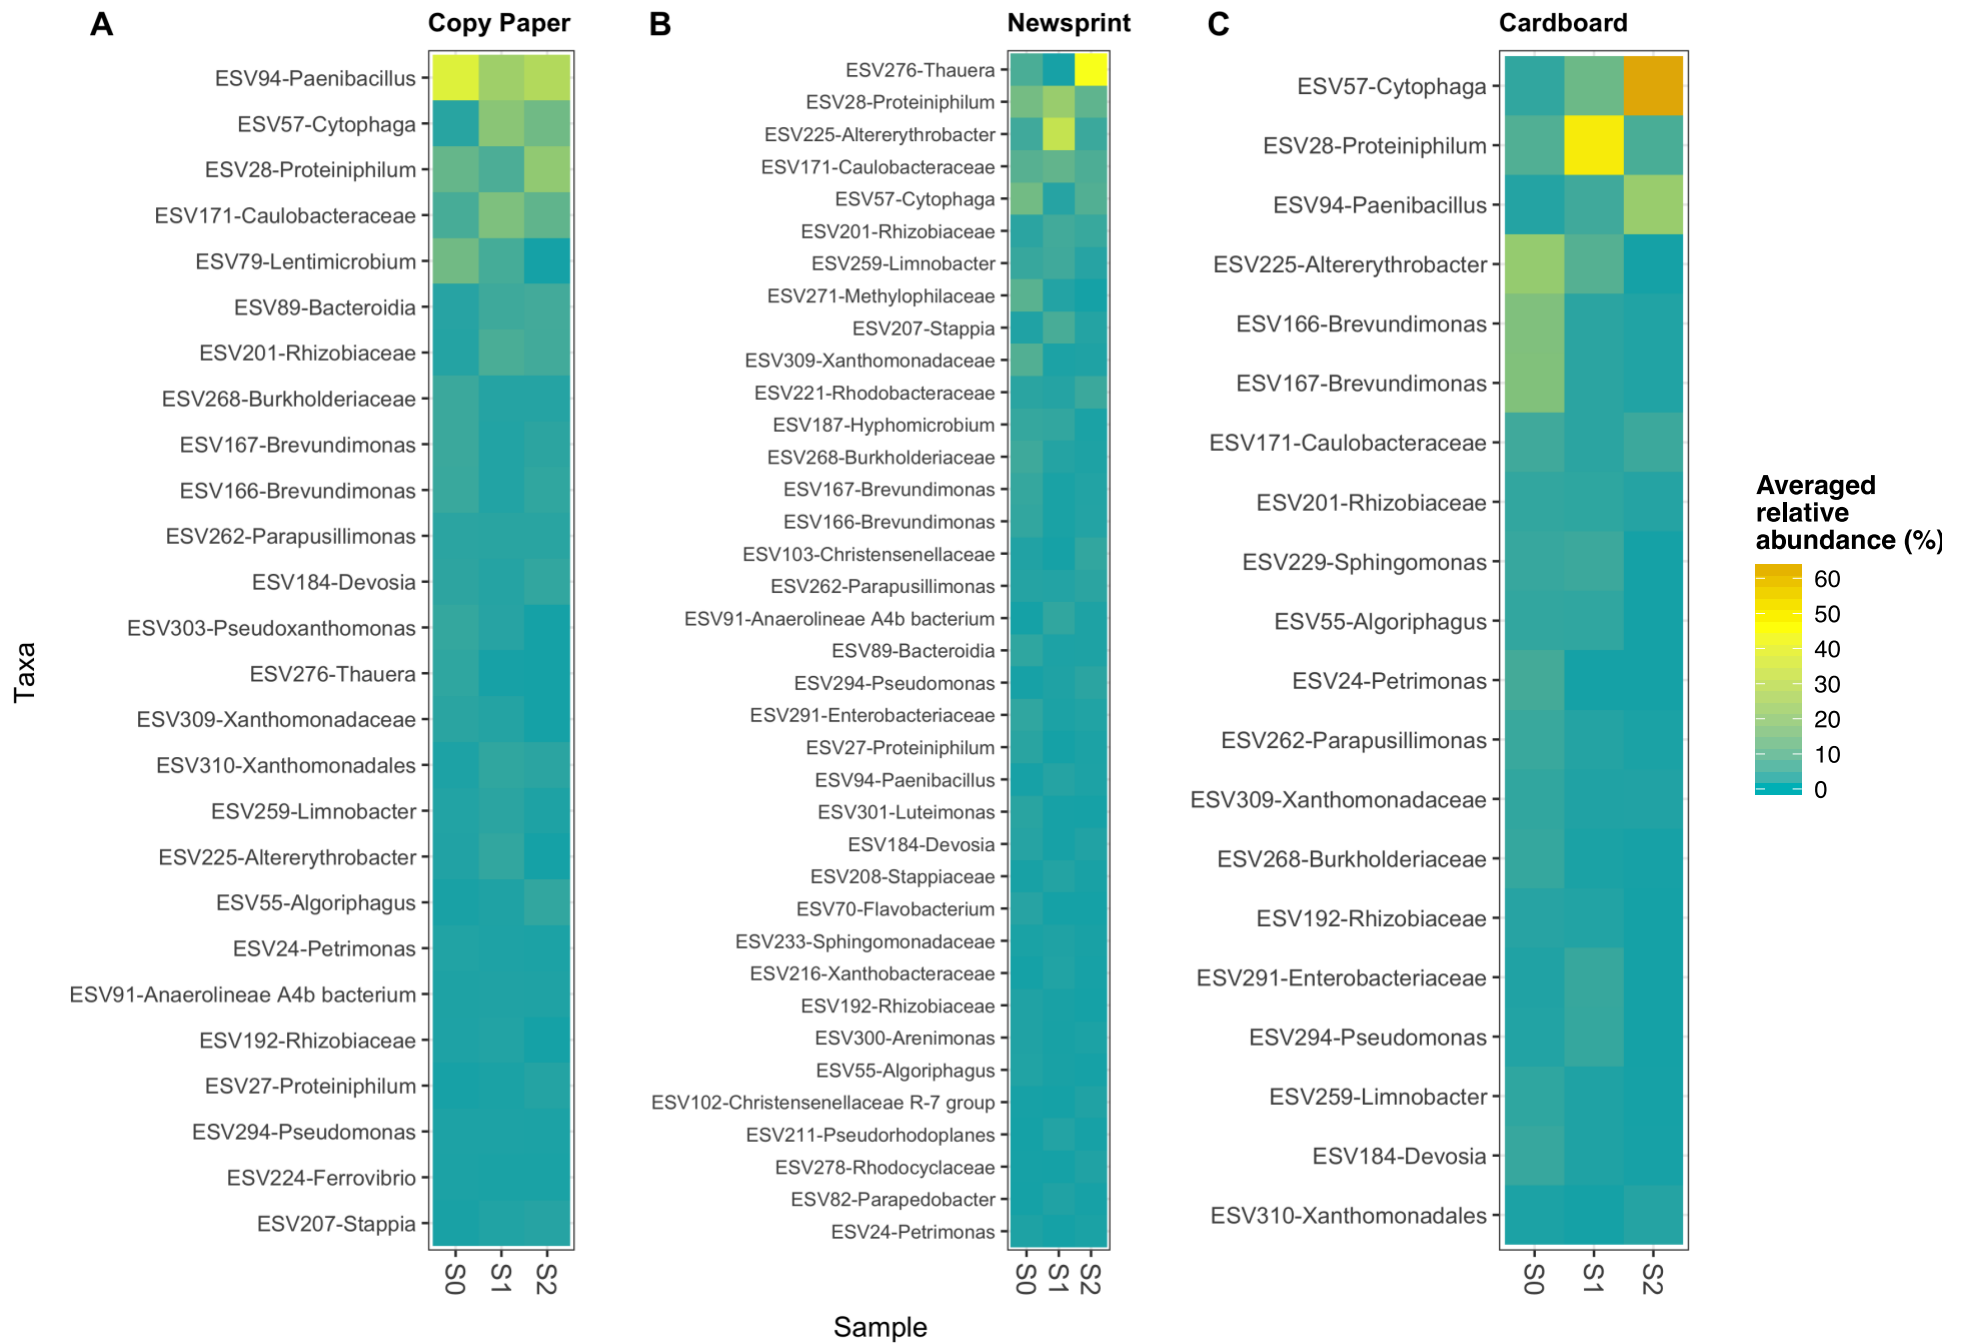 A
Copy Paper
ESV94-Paenibacillus
ESV57-Cytophaga
ESV28-Proteiniphilum
ESV171-Caulobacteraceae
ESV79-Lentimicrobium
ESV89-Bacteroidia
ESV201-Rhizobiaceae
ESV268-Burkholderiaceae
ESV167-Brevundimonas
ESV166-Brevundimonas
ESV262-Parapusillimonas
ESV184-Devosia
ESV303-Pseudoxanthomonas
ESV276-Thauera
ESV309-Xanthomonadaceae
ESV310-Xanthomonadales
ESV259-Limnobacter
ESV225-Altererythrobacter
ESV55-Algoriphagus
ESV24-Petrimonas
ESV91-Anaerolineae A4b bacterium
ESV192-Rhizobiaceae
ESV27-Proteiniphilum
ESV294-Pseudomonas
ESV224-Ferrovibrio
ESV207-Stappia
S0
S1
S2
B
Newsprint
ESV276-Thauera
ESV28-Proteiniphilum
ESV225-Altererythrobacter
ESV171-Caulobacteraceae
ESV57-Cytophaga
ESV201-Rhizobiaceae
ESV259-Limnobacter
ESV271-Methylophilaceae
ESV207-Stappia
ESV309-Xanthomonadaceae
ESV221-Rhodobacteraceae
ESV187-Hyphomicrobium
ESV268-Burkholderiaceae
ESV167-Brevundimonas
ESV166-Brevundimonas
ESV103-Christensenellaceae
ESV262-Parapusillimonas
ESV91-Anaerolineae A4b bacterium
ESV89-Bacteroidia
ESV294-Pseudomonas
ESV291-Enterobacteriaceae
ESV27-Proteiniphilum
ESV94-Paenibacillus
ESV301-Luteimonas
ESV184-Devosia
ESV208-Stappiaceae
ESV70-Flavobacterium
ESV233-Sphingomonadaceae
ESV216-Xanthobacteraceae
ESV192-Rhizobiaceae
ESV300-Arenimonas
ESV55-Algoriphagus
ESV102-Christensenellaceae R-7 group
ESV211-Pseudorhodoplanes
ESV278-Rhodocyclaceae
ESV82-Parapedobacter
ESV24-Petrimonas
S0
S1
S2
C
Cardboard
ESV57-Cytophaga
ESV28-Proteiniphilum
ESV94-Paenibacillus
ESV225-Altererythrobacter
ESV166-Brevundimonas
ESV167-Brevundimonas
ESV171-Caulobacteraceae
ESV201-Rhizobiaceae
ESV229-Sphingomonas
ESV55-Algoriphagus
ESV24-Petrimonas
ESV262-Parapusillimonas
ESV309-Xanthomonadaceae
ESV268-Burkholderiaceae
ESV192-Rhizobiaceae
ESV291-Enterobacteriaceae
ESV294-Pseudomonas
ESV259-Limnobacter
ESV184-Devosia
ESV310-Xanthomonadales
S0
S1
S2
Averaged
relative
abundance (%)
60
50
40
30
20
10
0
Taxa
Sample